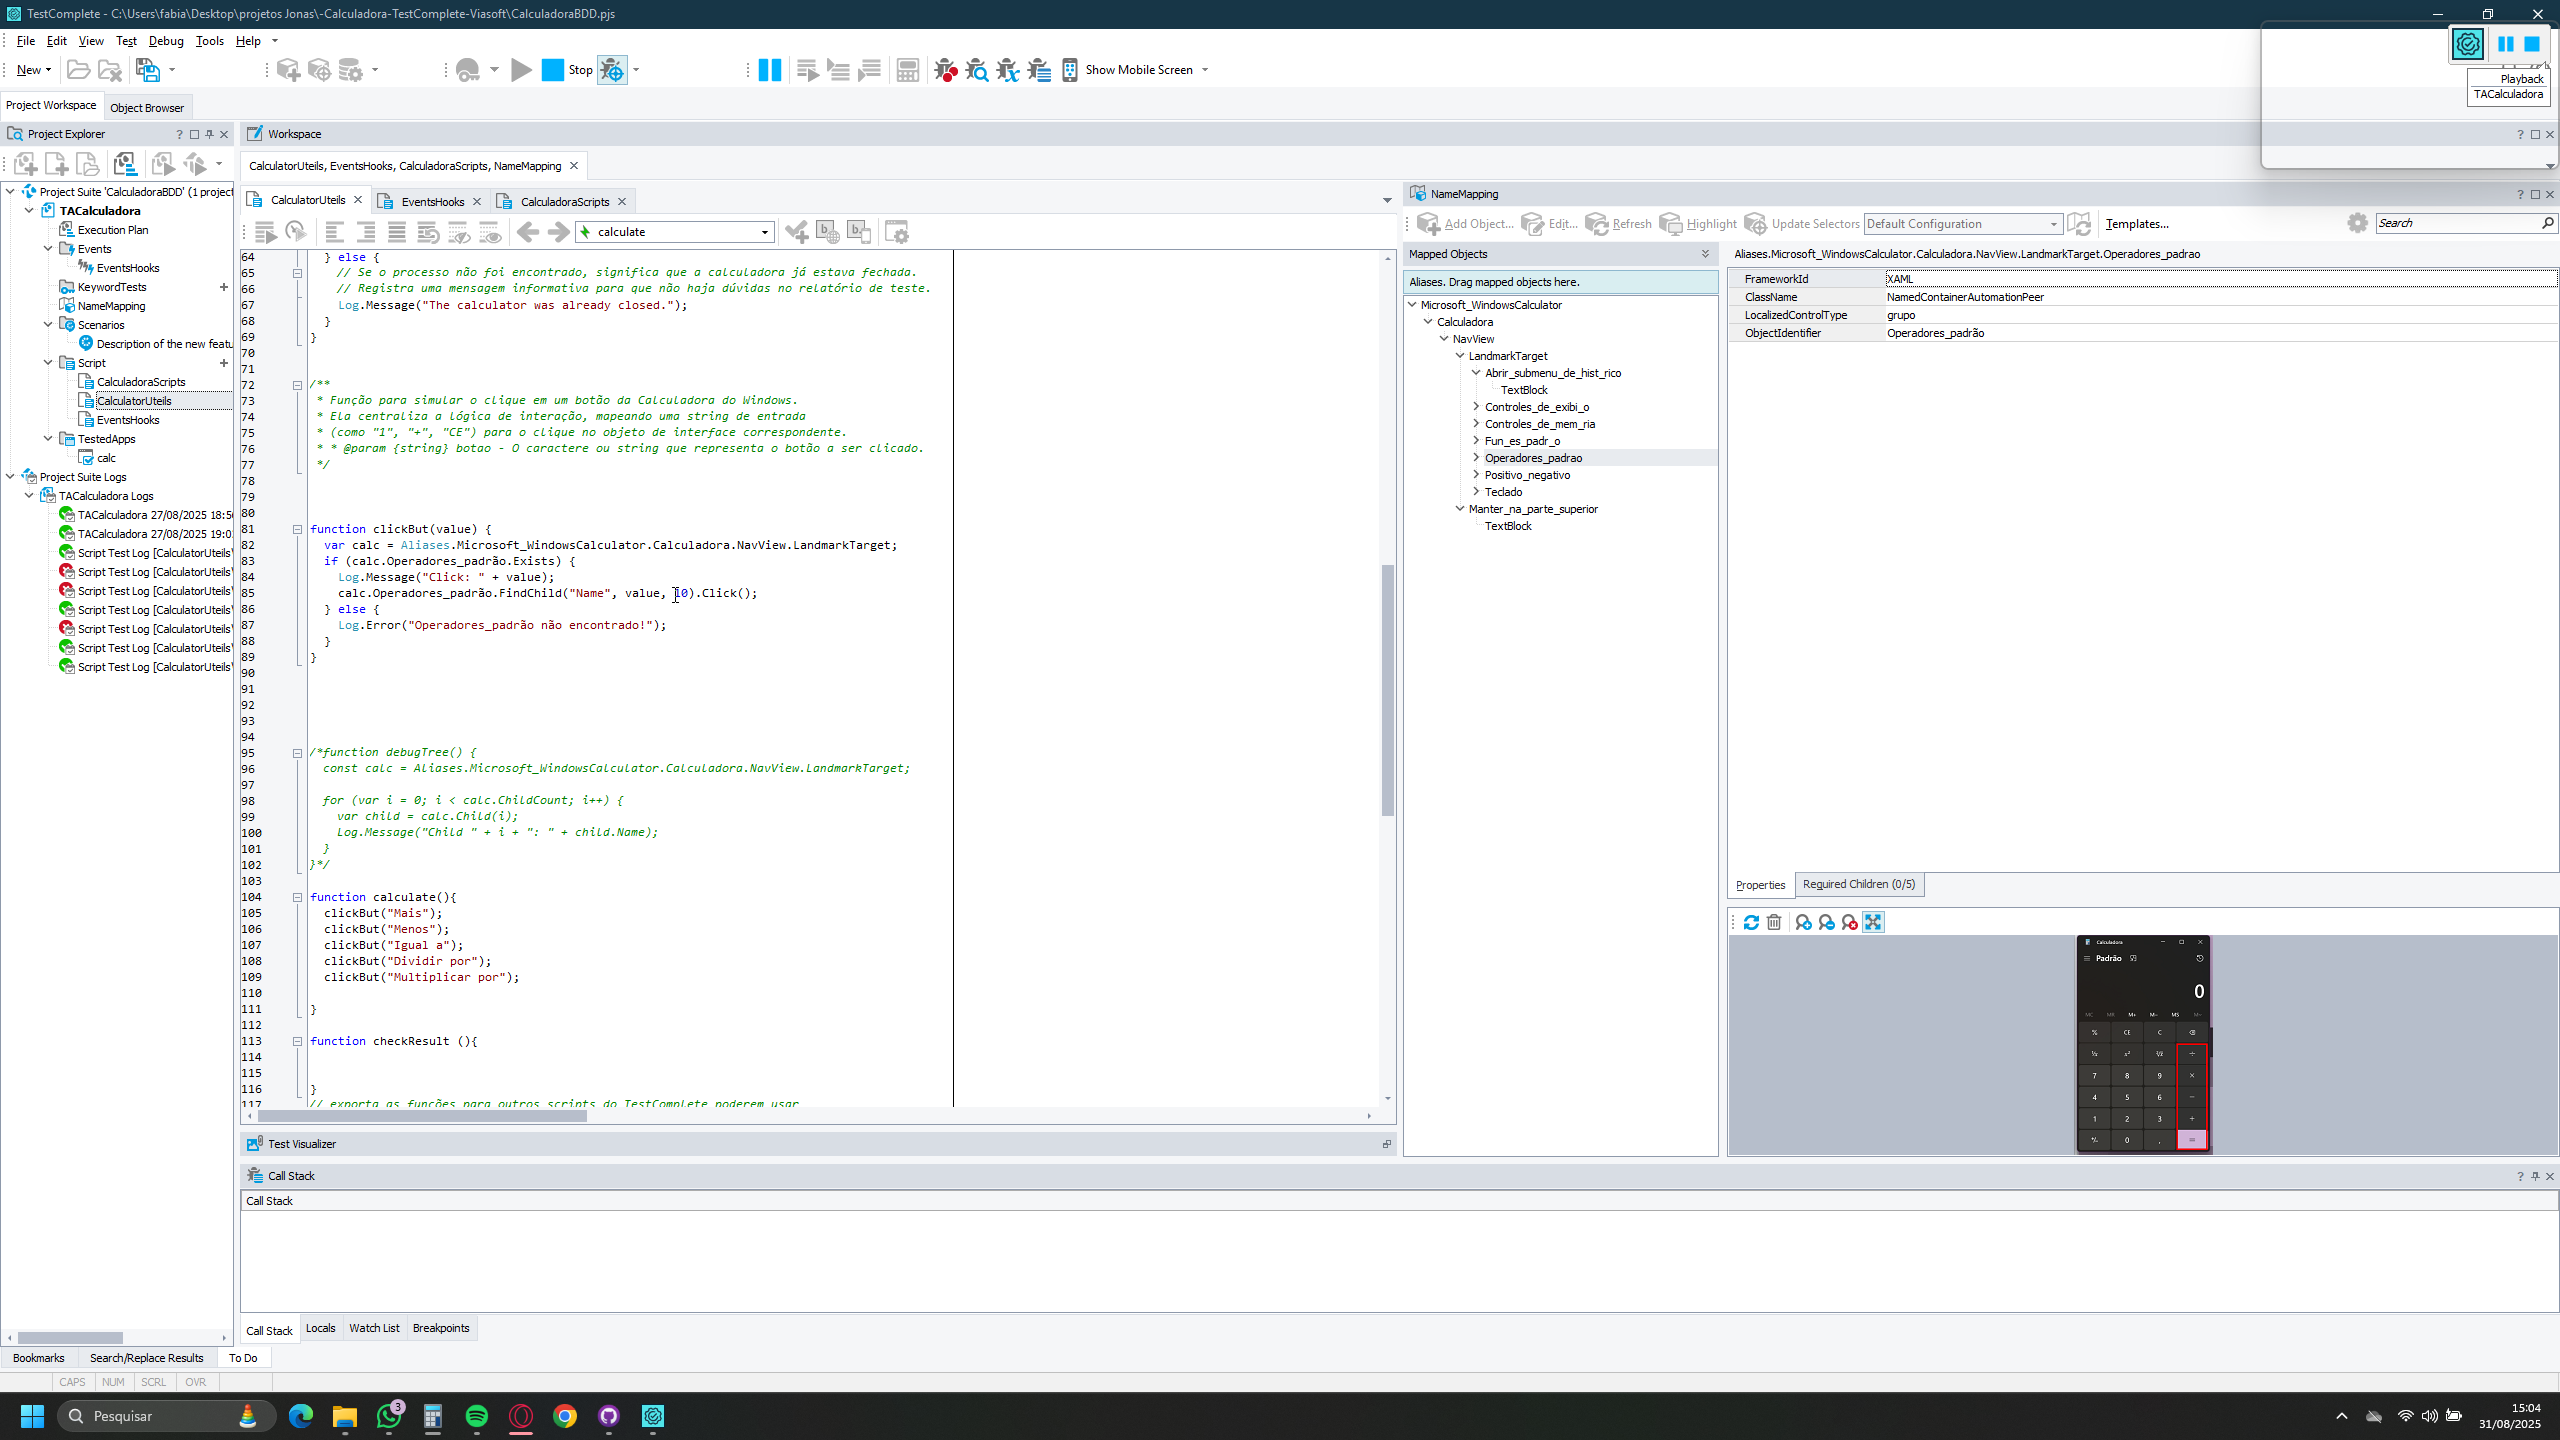 TestComplete - C:\Users\fabia\Desktop\projetos Jonas\-Calculadora-TestComplete-Viasoft\CalculadoraBDD.pjs
File Edit View Test Debug Tools Help
New Stop Show Mobile Screen
Playback
TACalculadora
Project Workspace Object Browser
Project Explorer
Project Suite 'CalculadoraBDD' (1 project
TACalculadora
Execution Plan
Events
EventsHooks
KeywordTests
NameMapping
Scenarios
Description of the new featu
Script
CalculadoraScripts
CalculatorUteils
EventsHooks
TestedApps
calc
Project Suite Logs
TACalculadora Logs
TACalculadora 27/08/2025 18:5
TACalculadora 27/08/2025 19:0
Script Test Log [CalculatorUteils\
Script Test Log [CalculatorUteils\
Script Test Log [CalculatorUteils\
Script Test Log [CalculatorUteils\
Script Test Log [CalculatorUteils\
Script Test Log [CalculatorUteils\
Script Test Log [CalculatorUteils\
Workspace
CalculatorUteils, EventsHooks, CalculadoraScripts, NameMapping
CalculatorUteils EventsHooks CalculadoraScripts
calculate
64 } else {
65 // Se o processo não foi encontrado, significa que a calculadora já estava fechada.
66 // Registra uma mensagem informativa para que não haja dúvidas no relatório de teste.
67 Log.Message("The calculator was already closed.");
68 }
69 }
70
71
72 /**
73 * Função para simular o clique em um botão da Calculadora do Windows.
74 * Ela centraliza a lógica de interação, mapeando uma string de entrada
75 * (como "1", "+", "CE") para o clique no objeto de interface correspondente.
76 * * @param {string} botao - O caractere ou string que representa o botão a ser clicado.
77 */
78
79
80
81 function clickBut(value) {
82 var calc = Aliases.Microsoft_WindowsCalculator.Calculadora.NavView.LandmarkTarget;
83 if (calc.Operadores_padrão.Exists) {
84 Log.Message("Click: " + value);
85 calc.Operadores_padrão.FindChild("Name", value, 10).Click();
86 } else {
87 Log.Error("Operadores_padrão não encontrado!");
88 }
89 }
90
91
92
93
94
95 /*function debugTree() {
96 const calc = Aliases.Microsoft_WindowsCalculator.Calculadora.NavView.LandmarkTarget;
97
98 for (var i = 0; i < calc.ChildCount; i++) {
99 var child = calc.Child(i);
100 Log.Message("Child " + i + ": " + child.Name);
101 }
102 }*/
103
104 function calculate(){
105 clickBut("Mais");
106 clickBut("Menos");
107 clickBut("Igual a");
108 clickBut("Dividir por");
109 clickBut("Multiplicar por");
110
111 }
112
113 function checkResult (){
114
115
116 }
117 // exporta as funções para outros scripts do TestComplete poderem usar
NameMapping
Add Object... Edit... Refresh Highlight Update Selectors Default Configuration Templates... Search
Mapped Objects
Aliases. Drag mapped objects here.
Microsoft_WindowsCalculator
Calculadora
NavView
LandmarkTarget
Abrir_submenu_de_hist_rico
TextBlock
Controles_de_exibi_o
Controles_de_mem_ria
Fun_es_padr_o
Operadores_padrao
Positivo_negativo
Teclado
Manter_na_parte_superior
TextBlock
Aliases.Microsoft_WindowsCalculator.Calculadora.NavView.LandmarkTarget.Operadores_padrao
FrameworkId XAML
ClassName NamedContainerAutomationPeer
LocalizedControlType grupo
ObjectIdentifier Operadores_padrão
Properties Required Children (0/5)
Calculadora
Padrão
0
MC MR M+ M- MS
% CE C
7 8 9 ×
4 5 6 −
1 2 3 +
+/- 0 , =
Test Visualizer
Call Stack
Call Stack
Call Stack Locals Watch List Breakpoints
Bookmarks Search/Replace Results To Do
CAPS NUM SCRL OVR
Pesquisar
3
15:04
31/08/2025